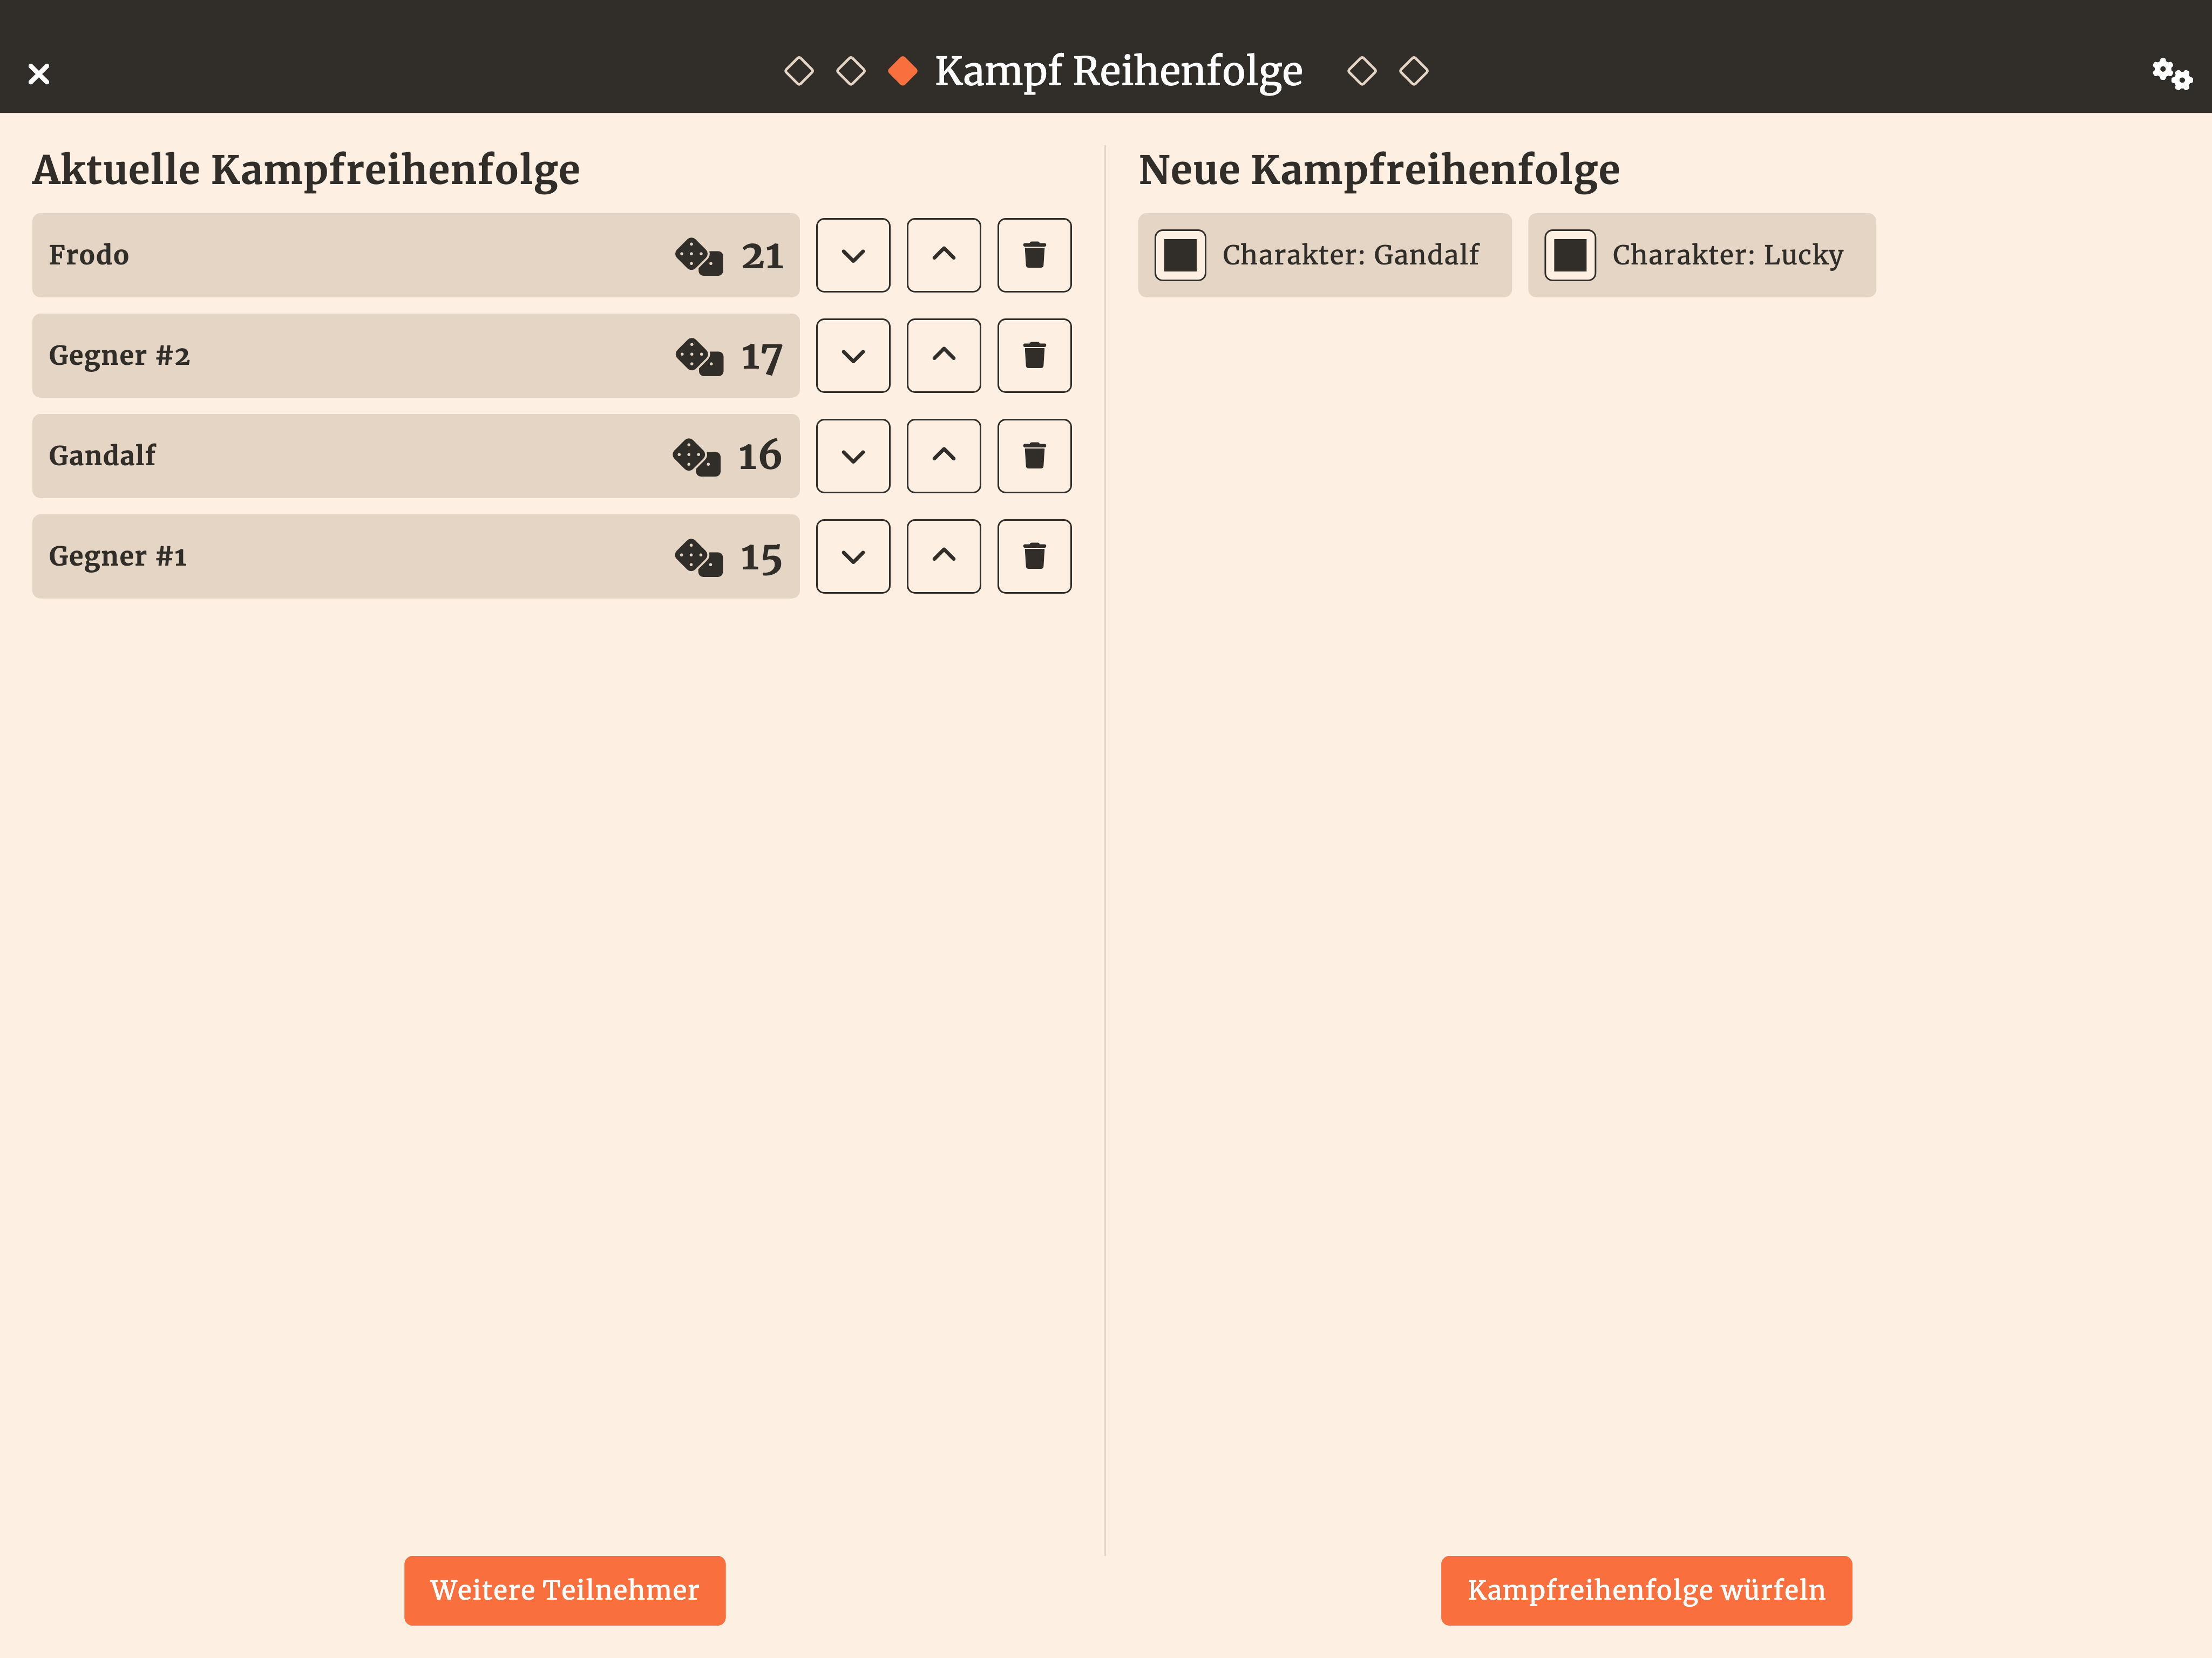 Kampf Reihenfolge
Aktuelle Kampfreihenfolge
Frodo 21
Gegner #2 17
Gandalf 16
Gegner #1 15
Weitere Teilnehmer
Neue Kampfreihenfolge
Charakter: Gandalf
Charakter: Lucky
Kampfreihenfolge würfeln